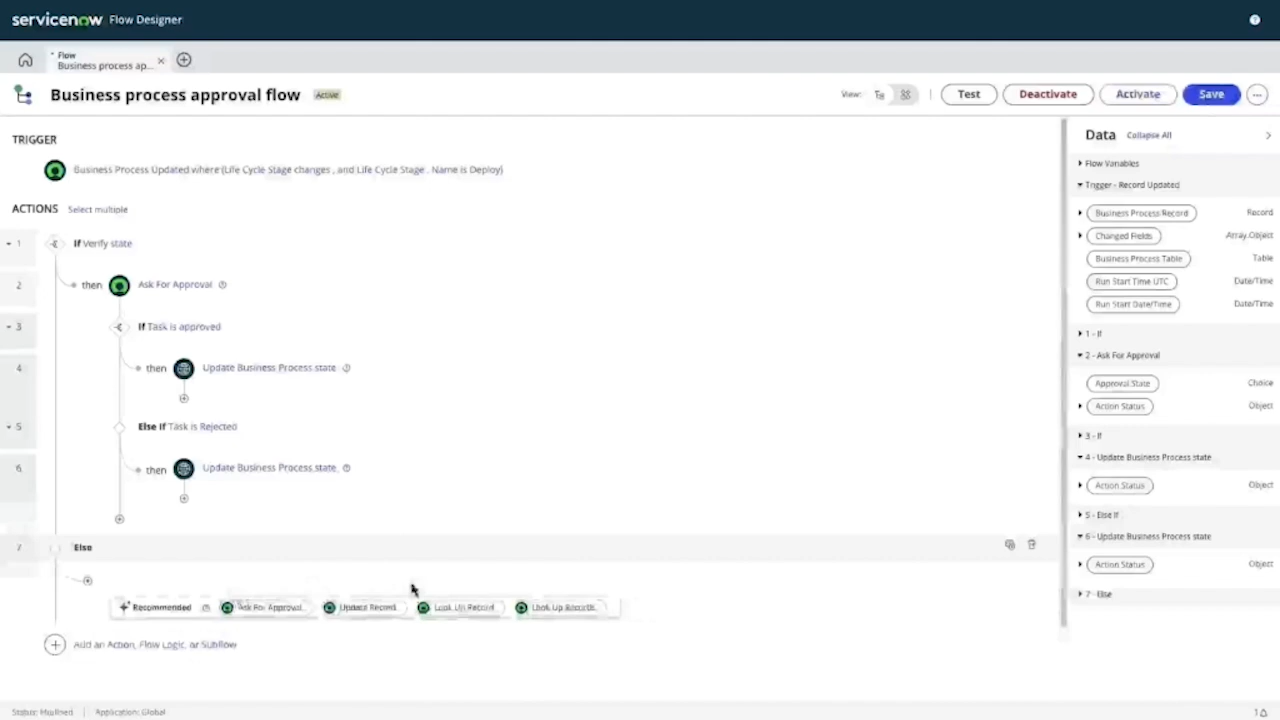 servicenow Flow Designer
Flow
Business process ap...
Business process approval flow Active
View: Test Deactivate Activate Save
TRIGGER
Business Process Updated where (Life Cycle Stage changes , and Life Cycle Stage . Name is Deploy)
ACTIONS Select multiple
1 If Verify state
2 then Ask For Approval
3 If Task is approved
4 then Update Business Process state
5 Else If Task is Rejected
6 then Update Business Process state
7 Else
Recommended Ask For Approval Update Record Look Up Record Look Up Records
Add an Action, Flow Logic, or Subflow
Data Collapse All
Flow Variables
Trigger - Record Updated
Business Process Record Record
Changed Fields Array.Object
Business Process Table Table
Run Start Time UTC Date/Time
Run Start Date/Time Date/Time
1 - If
2 - Ask For Approval
Approval State Choice
Action Status Object
3 - If
4 - Update Business Process state
Action Status Object
5 - Else If
6 - Update Business Process state
Action Status Object
7 - Else
Status: Modified Application: Global
1